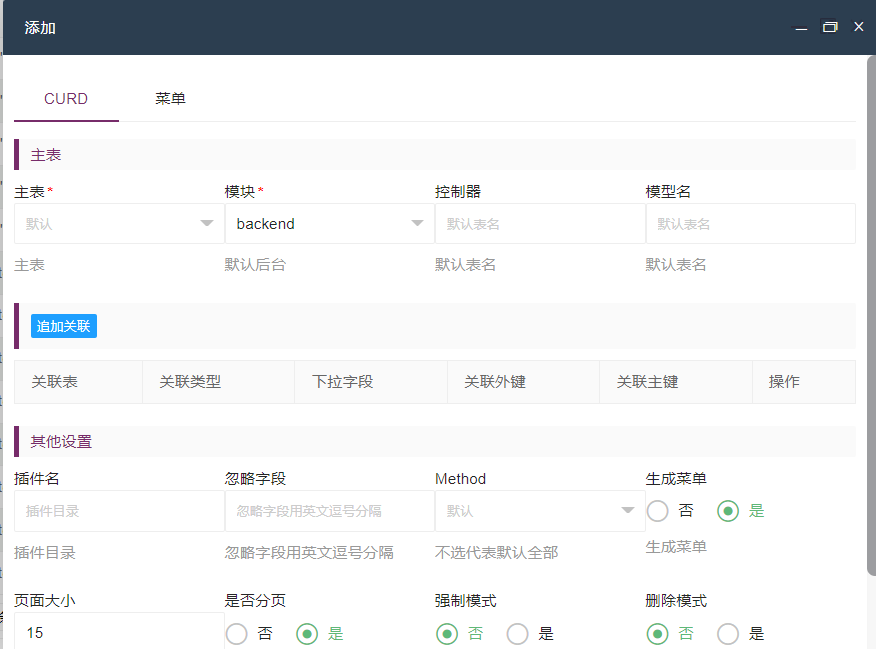 添加
CURD 菜单
主表
主表* 模块* 控制器 模型名
默认 backend 默认表名 默认表名
主表 默认后台 默认表名 默认表名
追加关联
关联表 关联类型 下拉字段 关联外键 关联主键 操作
其他设置
插件名 忽略字段 Method 生成菜单
插件目录 忽略字段用英文逗号分隔 默认 否 是
插件目录 忽略字段用英文逗号分隔 不选代表默认全部 生成菜单
页面大小 是否分页 强制模式 删除模式
15 否 是 否 是 否 是